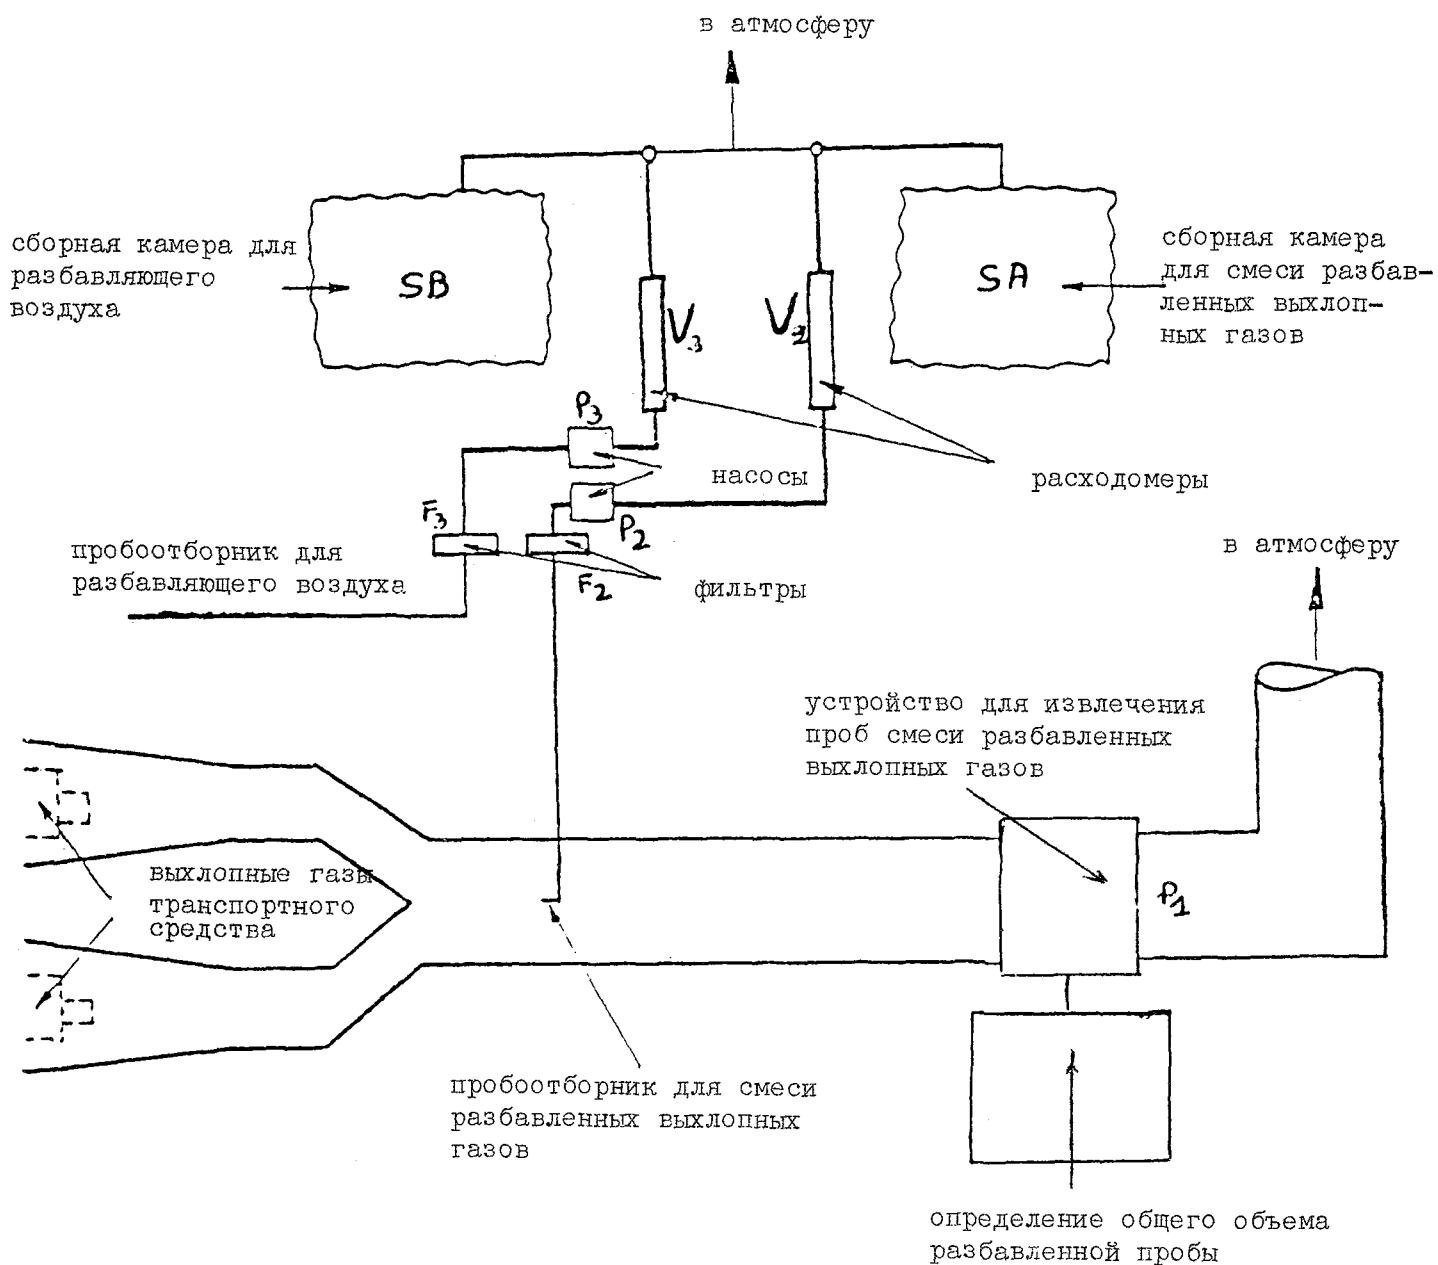 в атмосферу
сборная камера для
разбавляющего
воздуха
SB
SA
сборная камера
для смеси разбав-
ленных выхлоп-
ных газов
V3
V2
P3
насосы
расходомеры
F3
P2
пробоотборник для
разбавляющего воздуха
F2
фильтры
в атмосферу
устройство для извлечения
проб смеси разбавленных
выхлопных газов
выхлопные газы
транспортного
средства
P1
пробоотборник для смеси
разбавленных выхлопных
газов
определение общего объема
разбавленной пробы